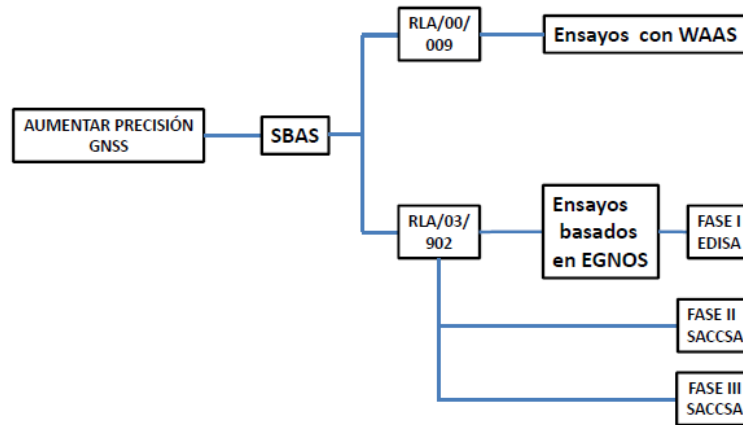 RLA/00/
009
Ensayos con WAAS
AUMENTAR PRECISIÓN
GNSS
SBAS
RLA/03/
902
Ensayos
basados
en EGNOS
FASE I
EDISA
FASE II
SACCSA
FASE III
SACCSA